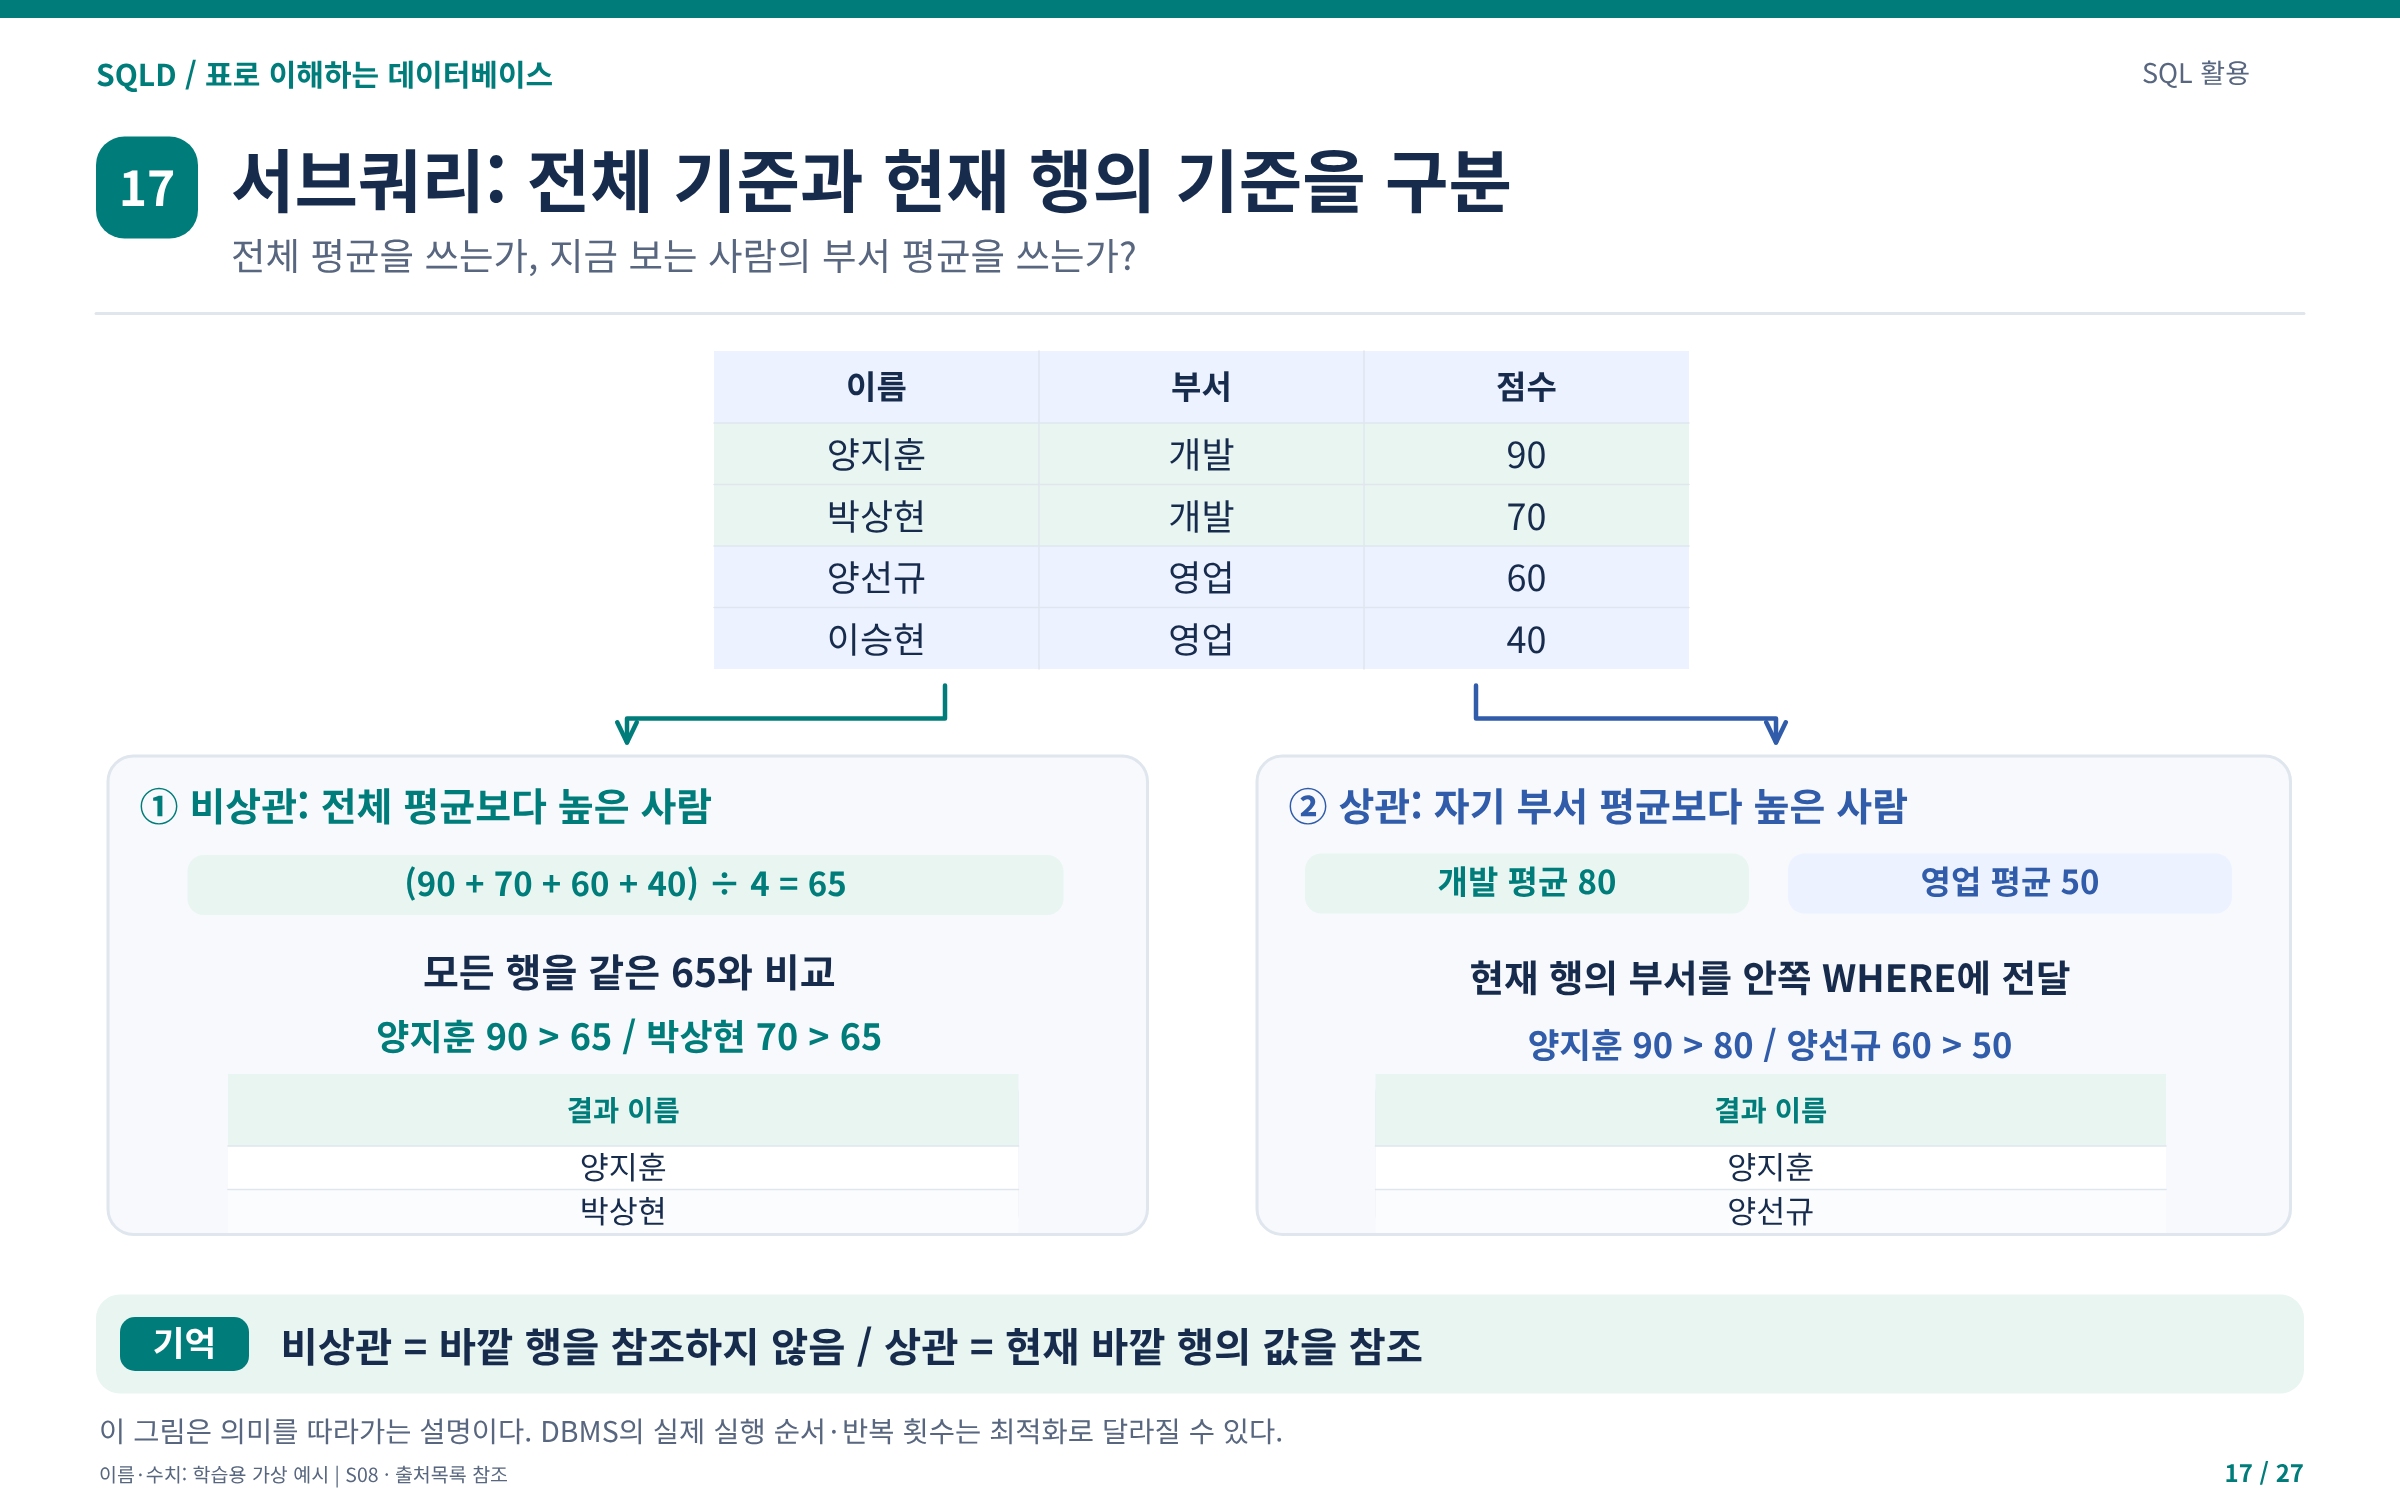 SQLD / 표로 이해하는 데이터베이스
SQL 활용
17
서브쿼리: 전체 기준과 현재 행의 기준을 구분
전체 평균을 쓰는가, 지금 보는 사람의 부서 평균을 쓰는가?
이름 부서 점수
양지훈 개발 90
박상현 개발 70
양선규 영업 60
이승현 영업 40
① 비상관: 전체 평균보다 높은 사람
(90 + 70 + 60 + 40) ÷ 4 = 65
모든 행을 같은 65와 비교
양지훈 90 > 65 / 박상현 70 > 65
결과 이름
양지훈
박상현
② 상관: 자기 부서 평균보다 높은 사람
개발 평균 80
영업 평균 50
현재 행의 부서를 안쪽 WHERE에 전달
양지훈 90 > 80 / 양선규 60 > 50
결과 이름
양지훈
양선규
기억
비상관 = 바깥 행을 참조하지 않음 / 상관 = 현재 바깥 행의 값을 참조
이 그림은 의미를 따라가는 설명이다. DBMS의 실제 실행 순서·반복 횟수는 최적화로 달라질 수 있다.
이름·수치: 학습용 가상 예시 | S08 · 출처목록 참조
17 / 27